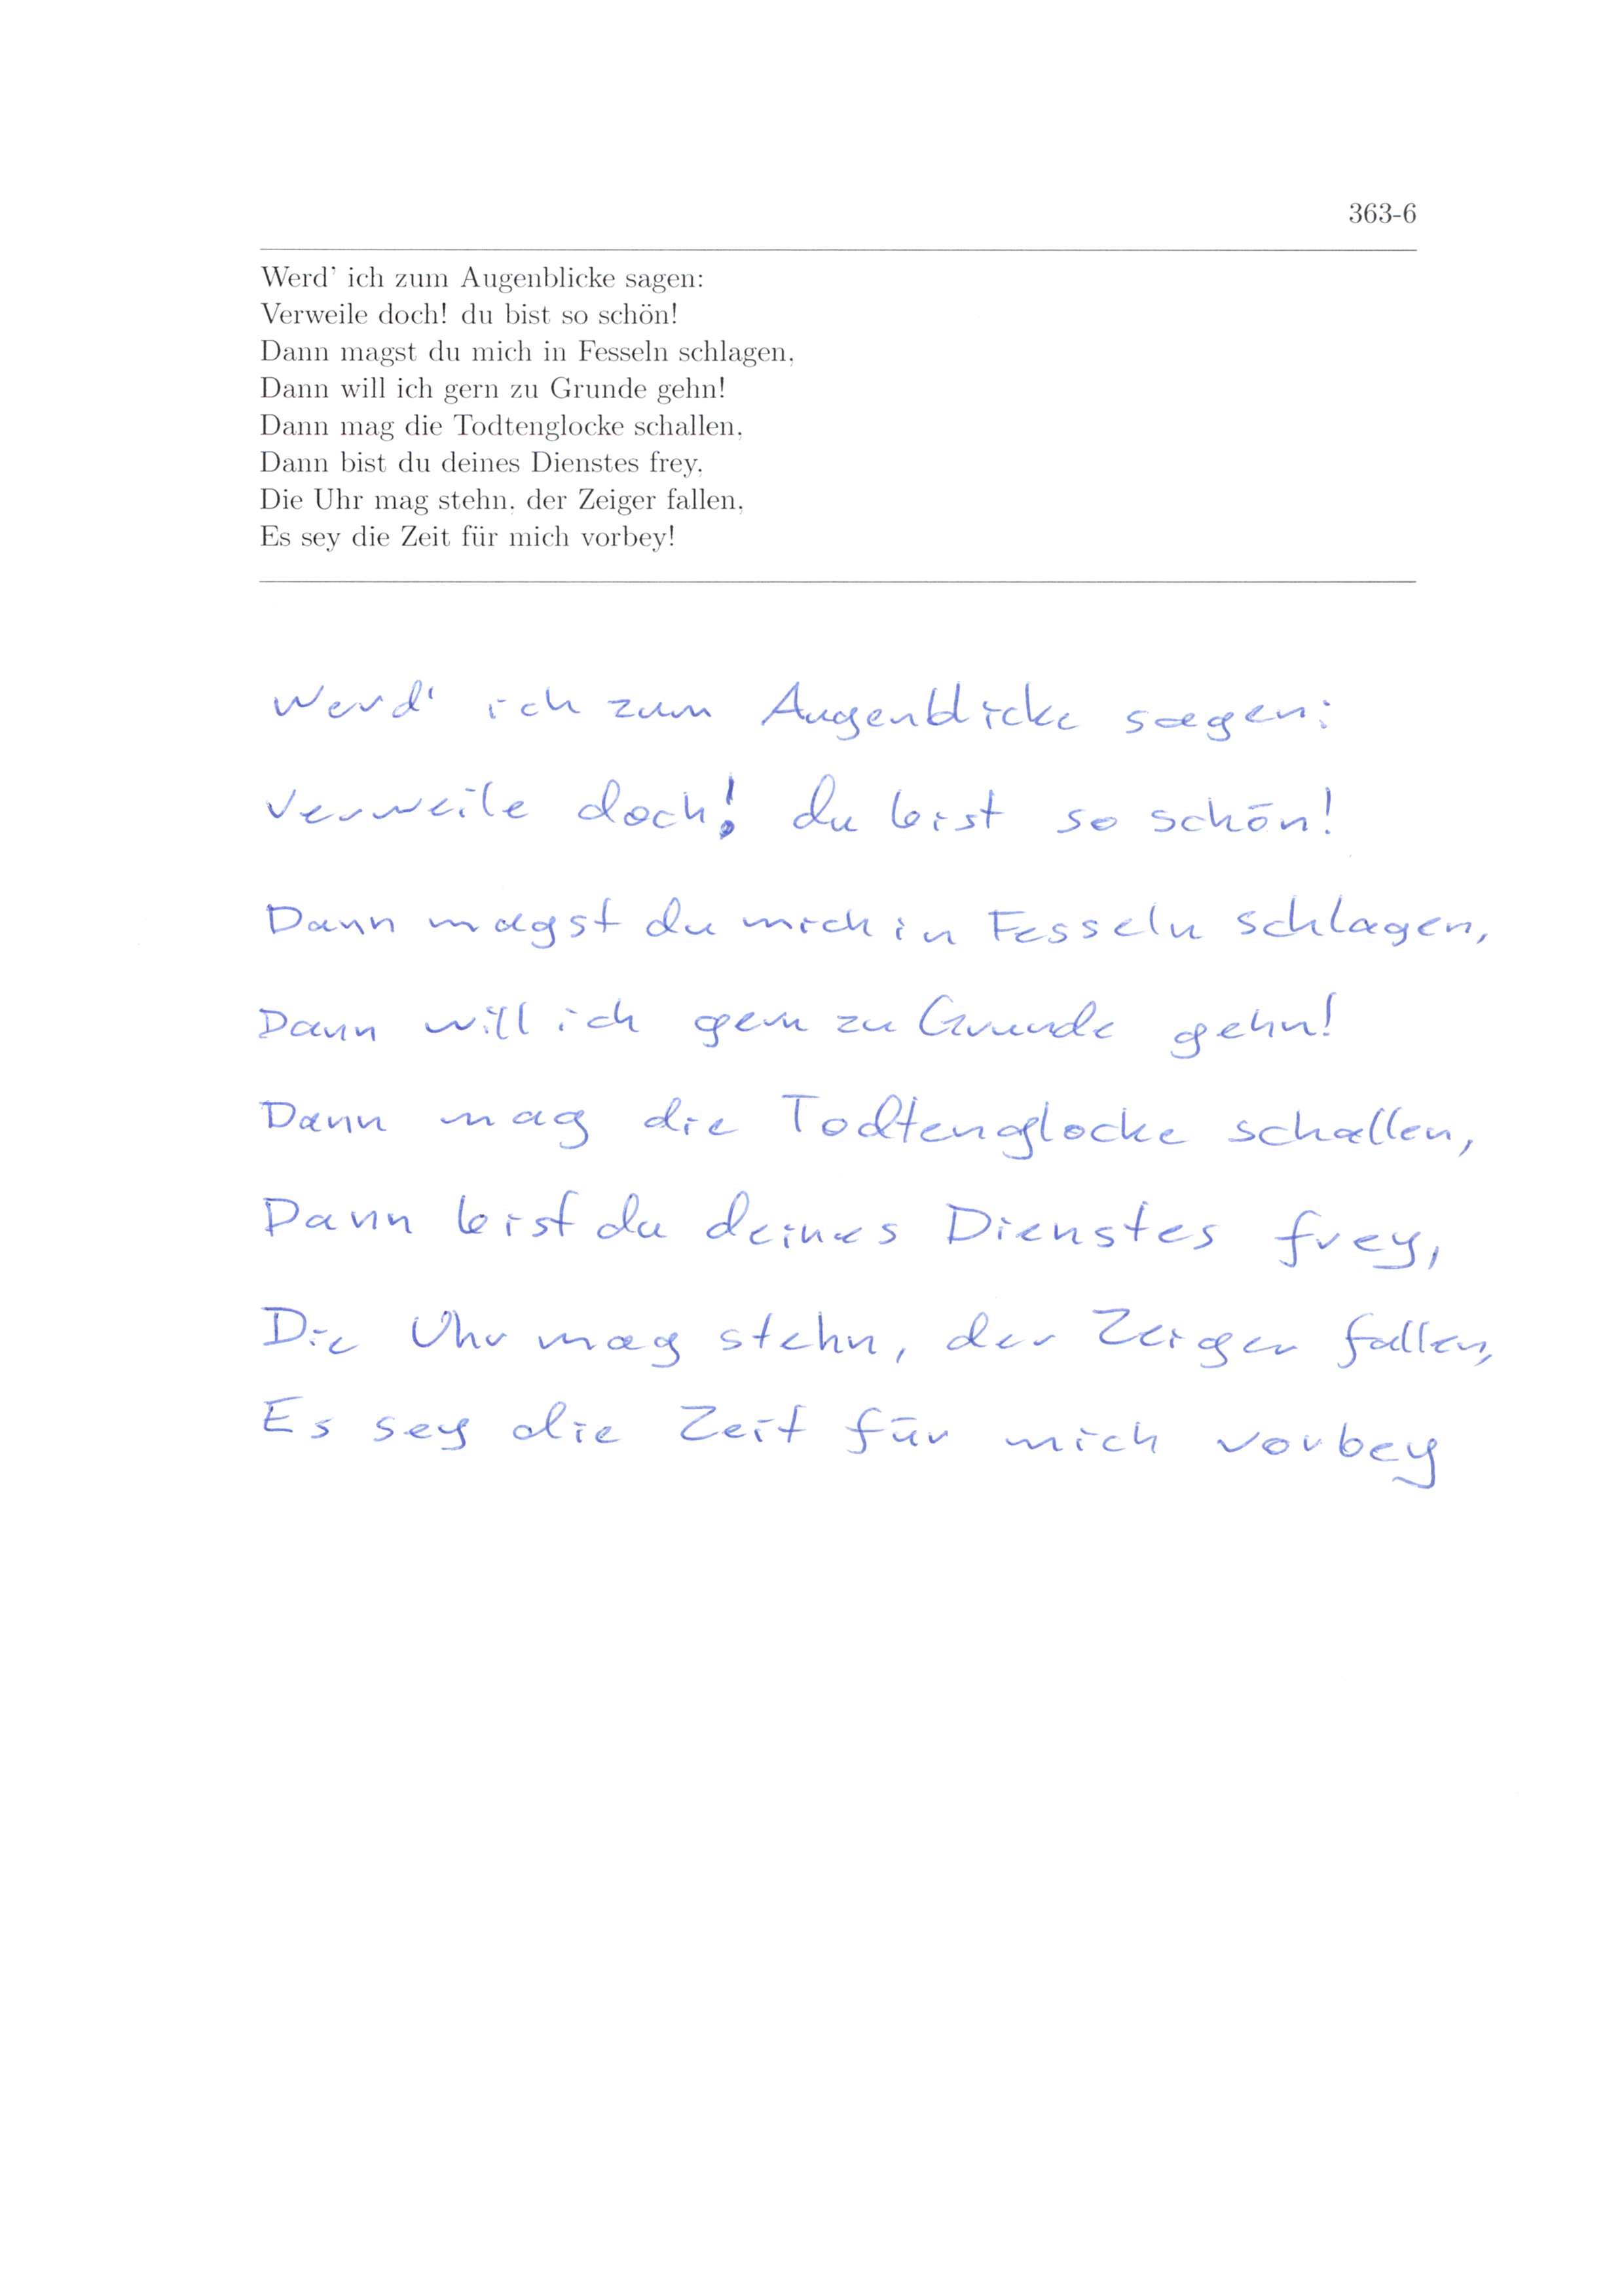 363-6
Werd' ich zum Augenblicke sagen:
Verweile doch! du bist so schön!
Dann magst du mich in Fesseln schlagen,
Dann will ich gern zu Grunde gehn!
Dann mag die Todtenglocke schallen,
Dann bist du deines Dienstes frey,
Die Uhr mag stehn, der Zeiger fallen,
Es sey die Zeit für mich vorbey!
Werd' ich zum Augenblicke sagen:
Verweile doch! du bist so schön!
Dann magst du mich in Fesseln schlagen,
Dann will ich gern zu Grunde gehn!
Dann mag die Todtenglocke schallen,
Dann bist du deines Dienstes frey,
Die Uhr mag stehn, der Zeiger fallen,
Es sey die Zeit für mich vorbey